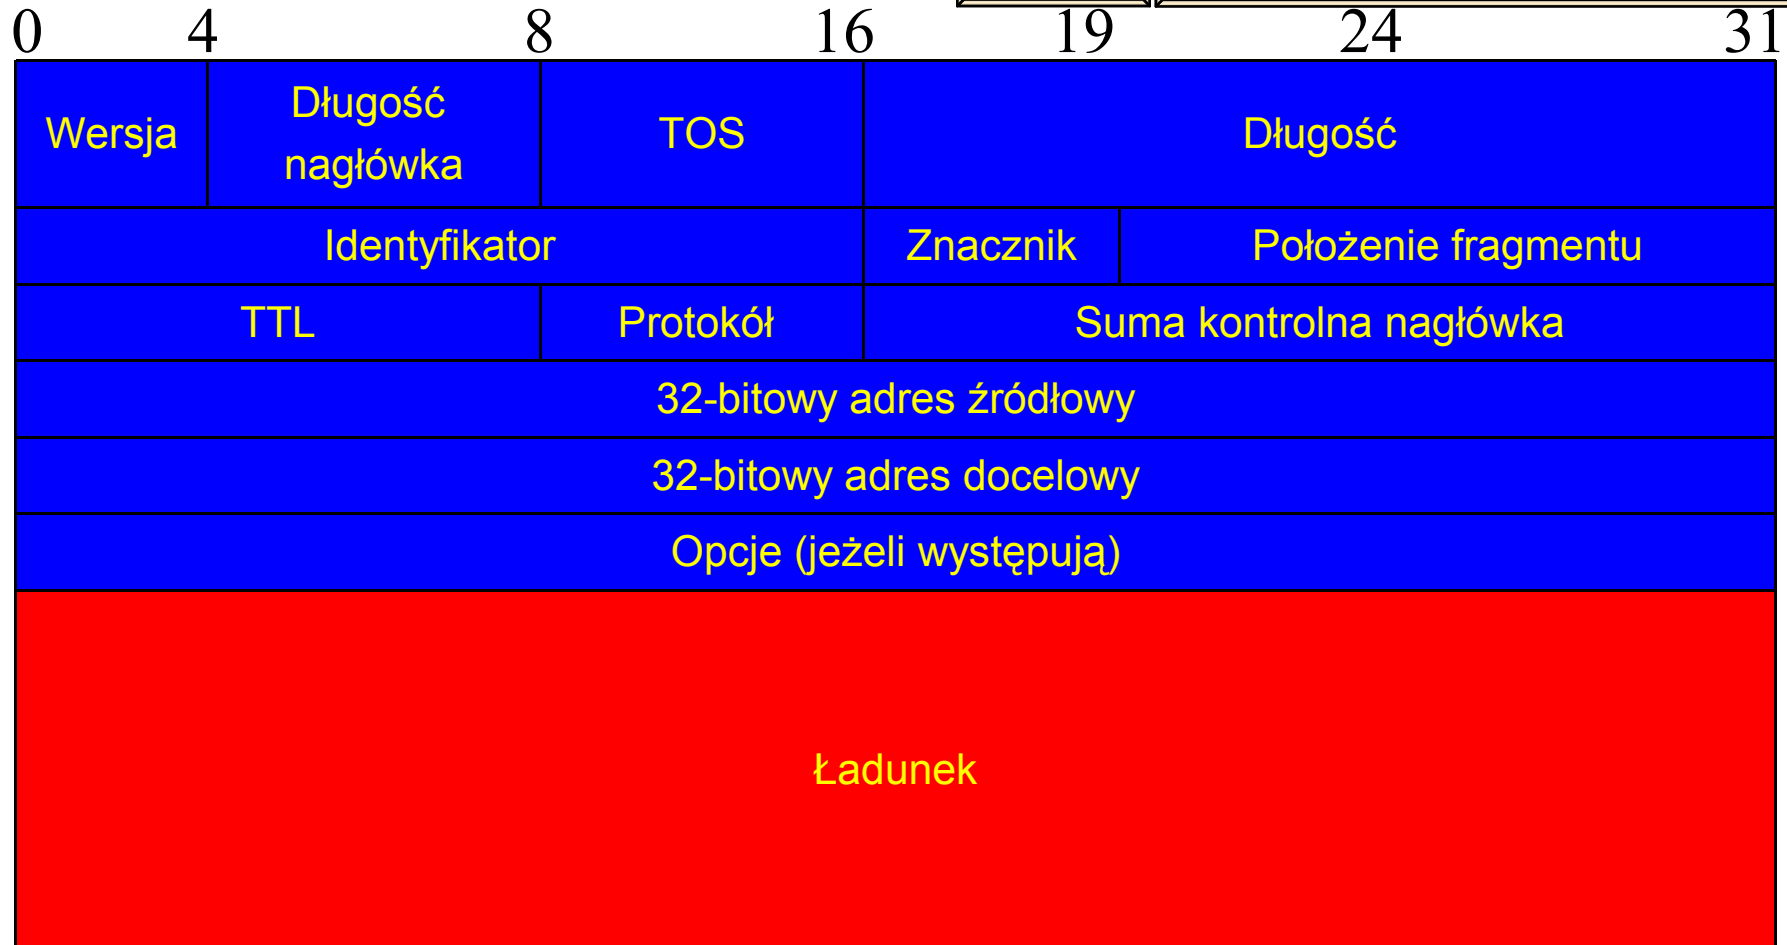 0 4 8 16 19 24 31
Wersja Długość nagłówka TOS Długość
Identyfikator Znacznik Położenie fragmentu
TTL Protokół Suma kontrolna nagłówka
32-bitowy adres źródłowy
32-bitowy adres docelowy
Opcje (jeżeli występują)
Ładunek